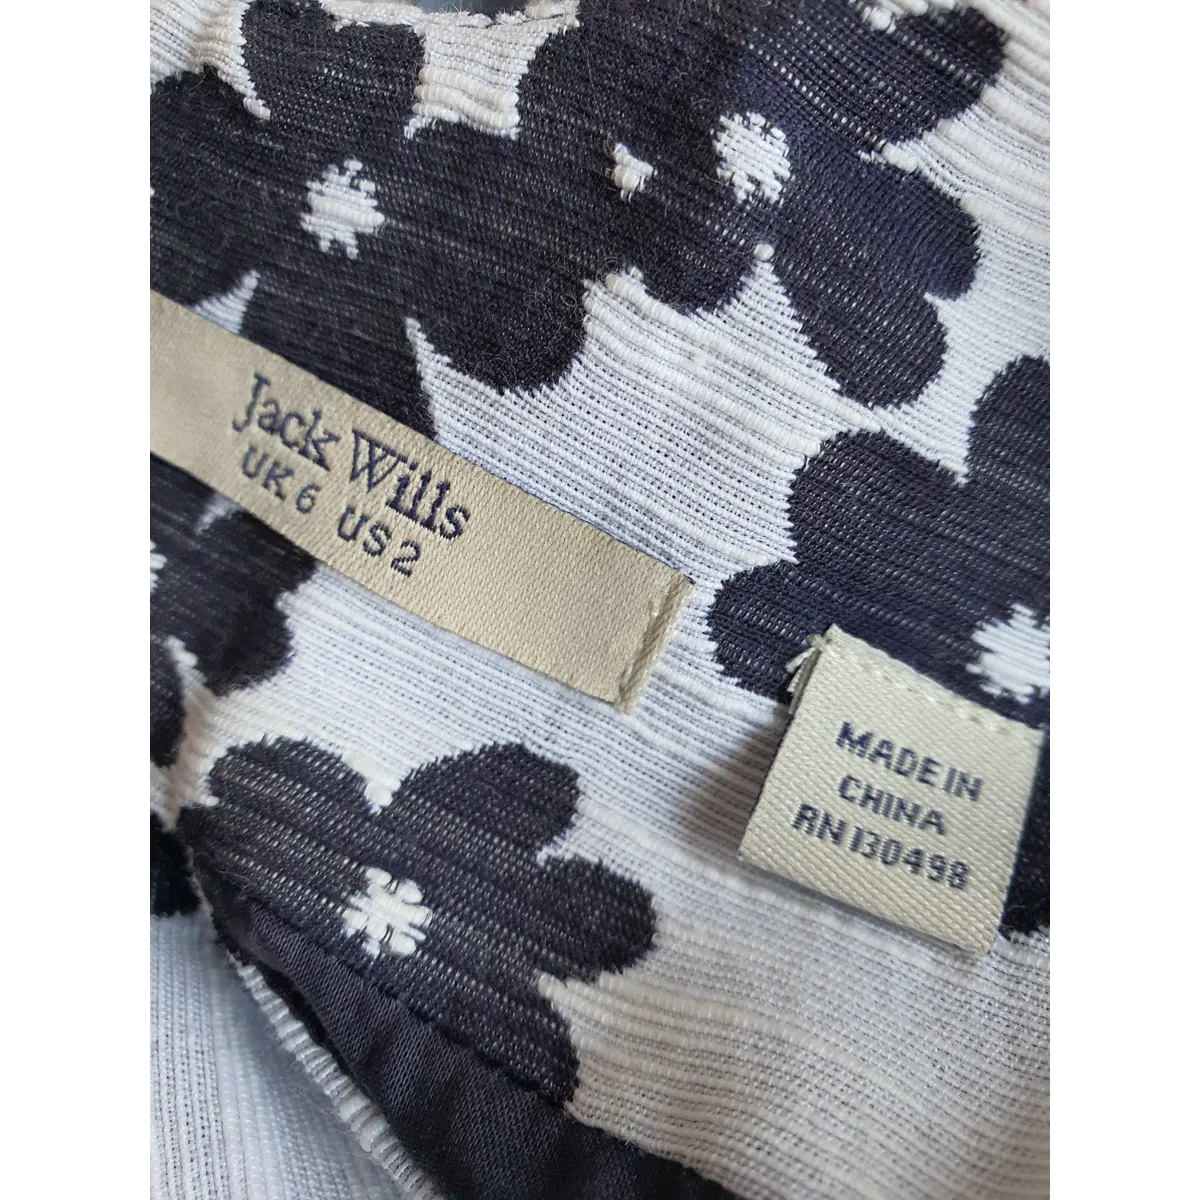 Jack Wills
UK 6 US 2
MADE IN
CHINA
RN 130498